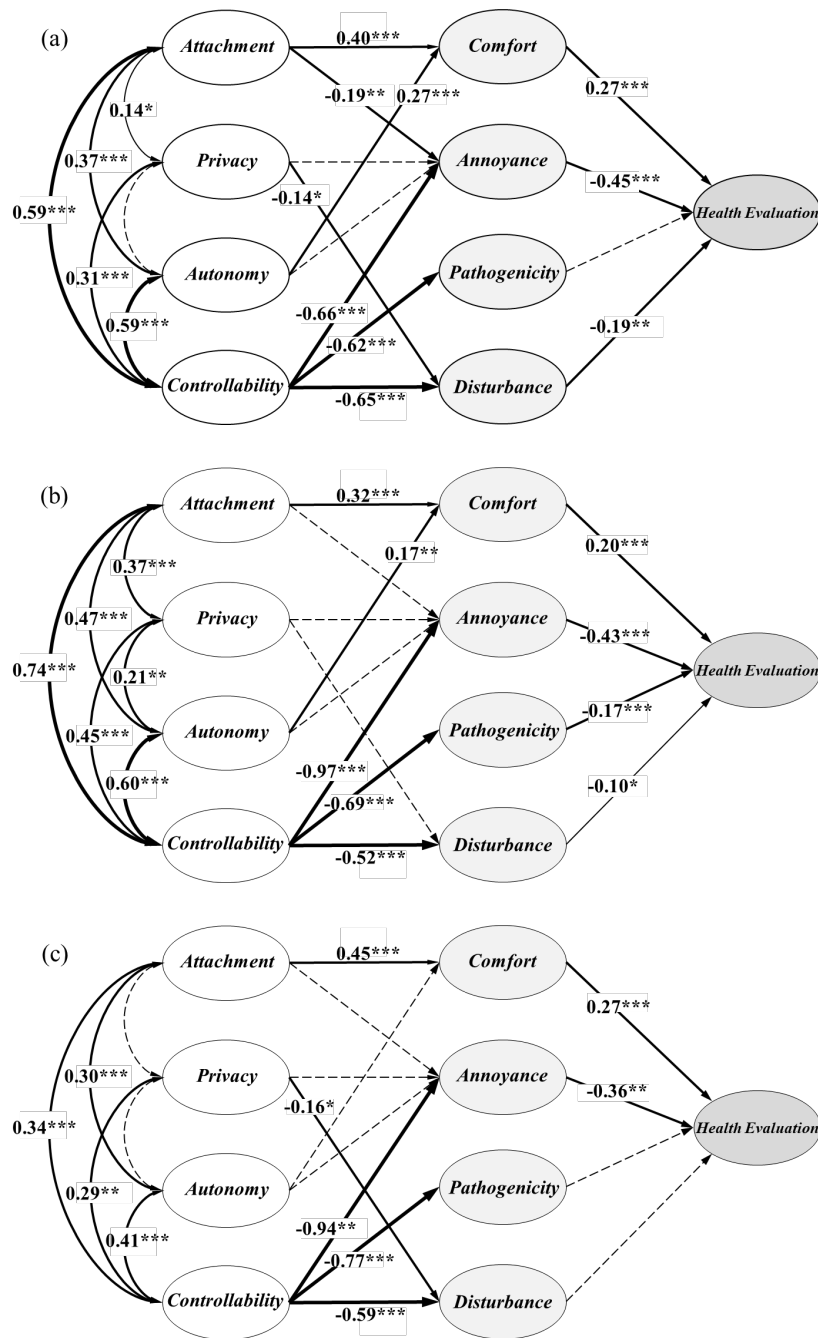 (a)
Attachment
0.40***
Comfort
-0.19**
0.27***
0.27***
0.14*
0.37***
Privacy
Annoyance
-0.45***
0.59***
-0.14*
Health Evaluation
0.31***
Autonomy
Pathogenicity
0.59***
-0.66***
-0.62***
-0.19**
Controllability
-0.65***
Disturbance
(b)
Attachment
0.32***
Comfort
0.17**
0.20***
0.37***
0.47***
Privacy
Annoyance
-0.43***
0.74***
0.21**
Health Evaluation
0.45***
Autonomy
Pathogenicity
-0.17***
0.60***
-0.97***
-0.69***
-0.10*
Controllability
-0.52***
Disturbance
(c)
Attachment
0.45***
Comfort
0.27***
0.30***
Privacy
Annoyance
-0.36**
0.34***
-0.16*
Health Evaluation
0.29**
Autonomy
Pathogenicity
0.41***
-0.94**
-0.77***
Controllability
-0.59***
Disturbance